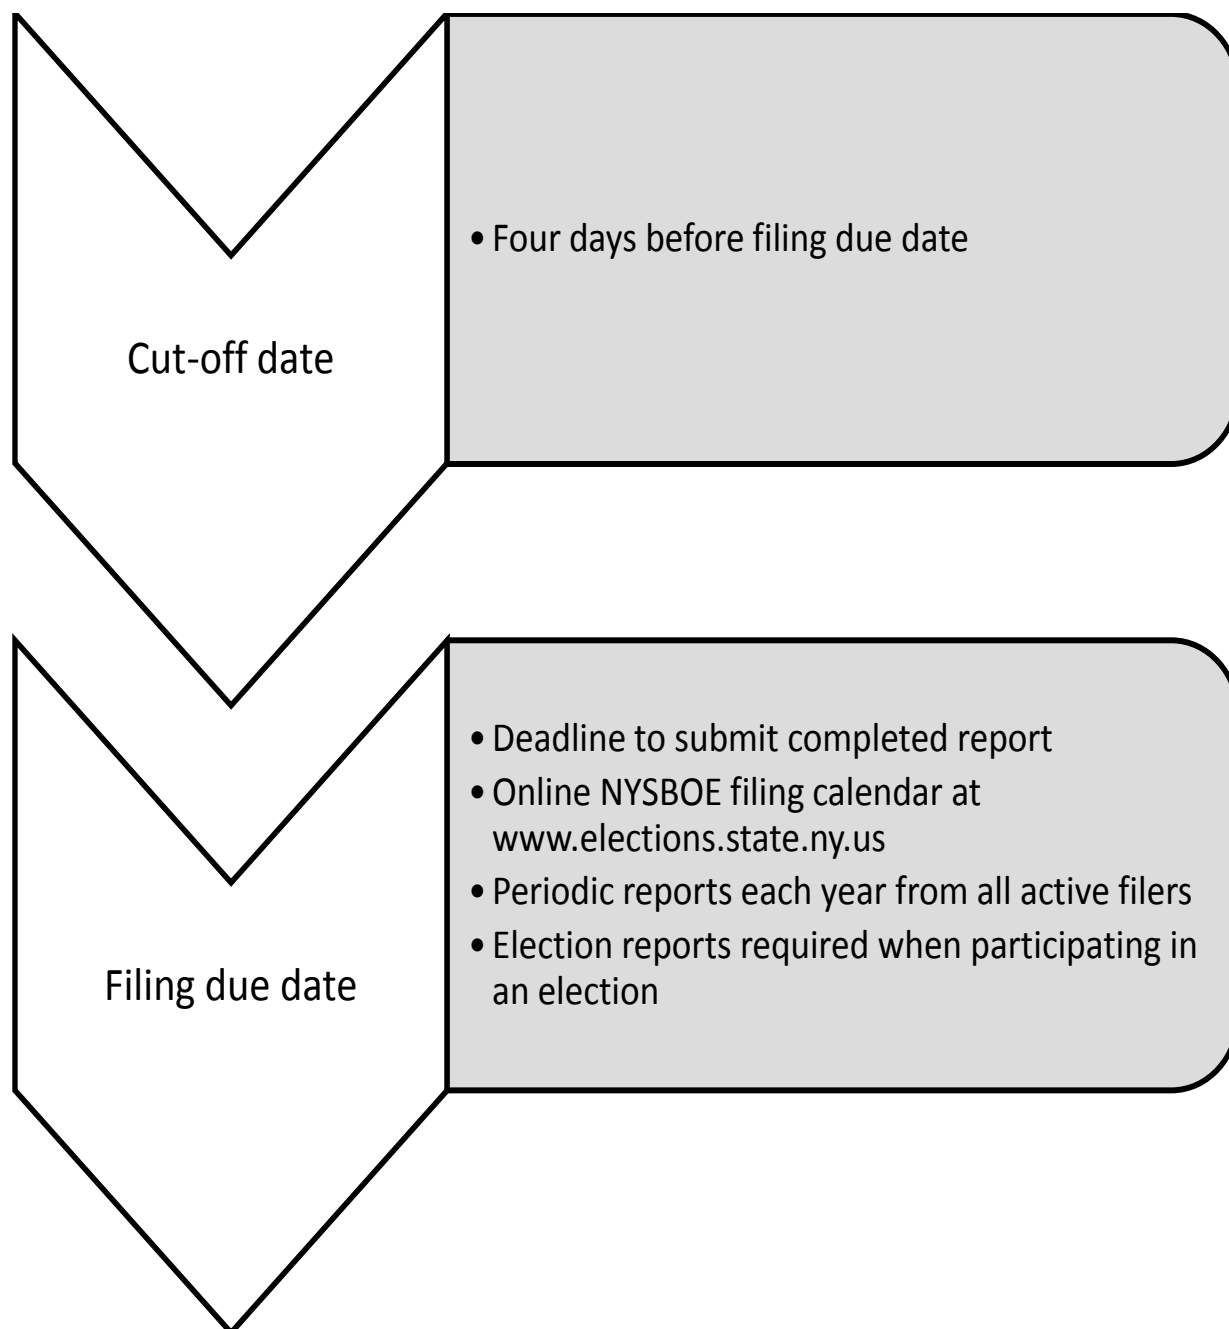 Cut-off date
• Four days before filing due date
Filing due date
• Deadline to submit completed report
• Online NYSBOE filing calendar at
www.elections.state.ny.us
• Periodic reports each year from all active filers
• Election reports required when participating in
an election